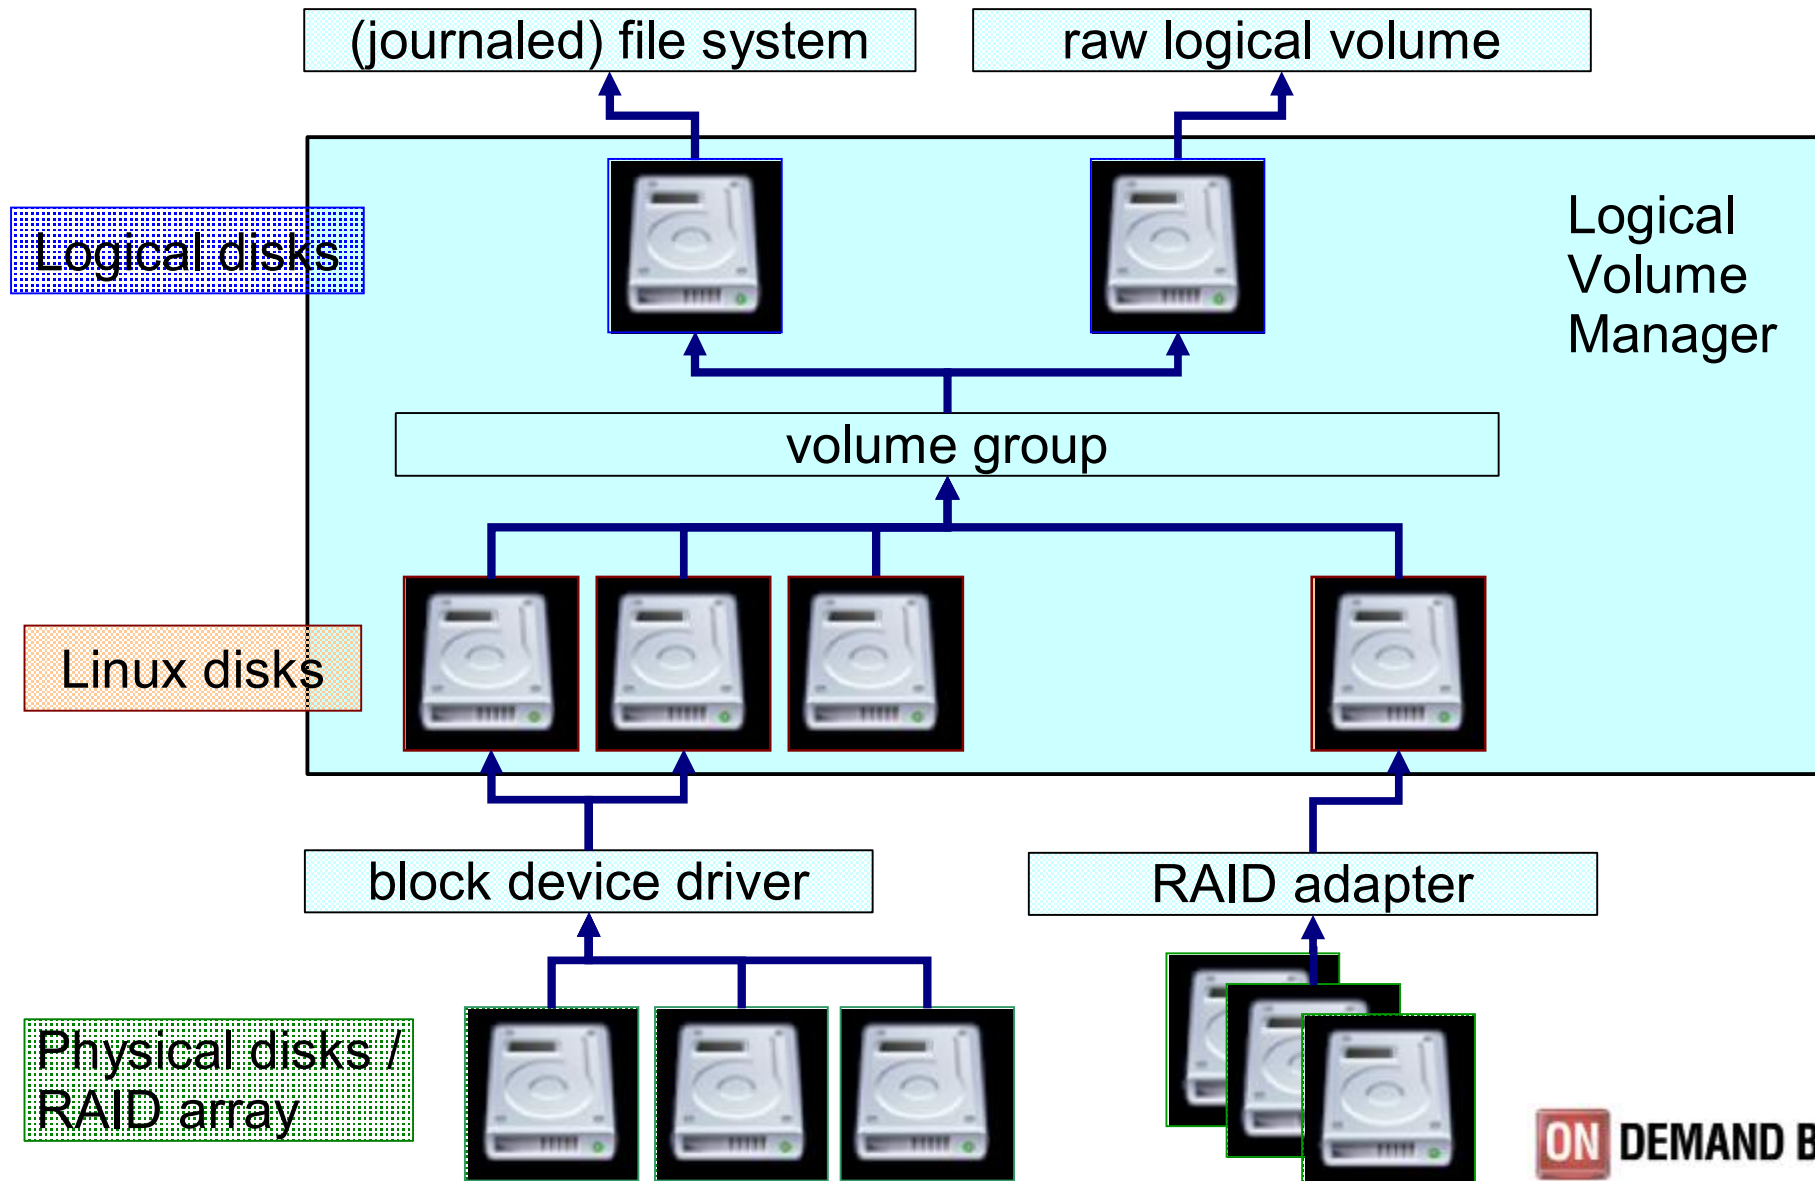 (journaled) file system
raw logical volume
Logical disks
Logical
Volume
Manager
volume group
Linux disks
block device driver
RAID adapter
Physical disks /
RAID array
ON DEMAND B